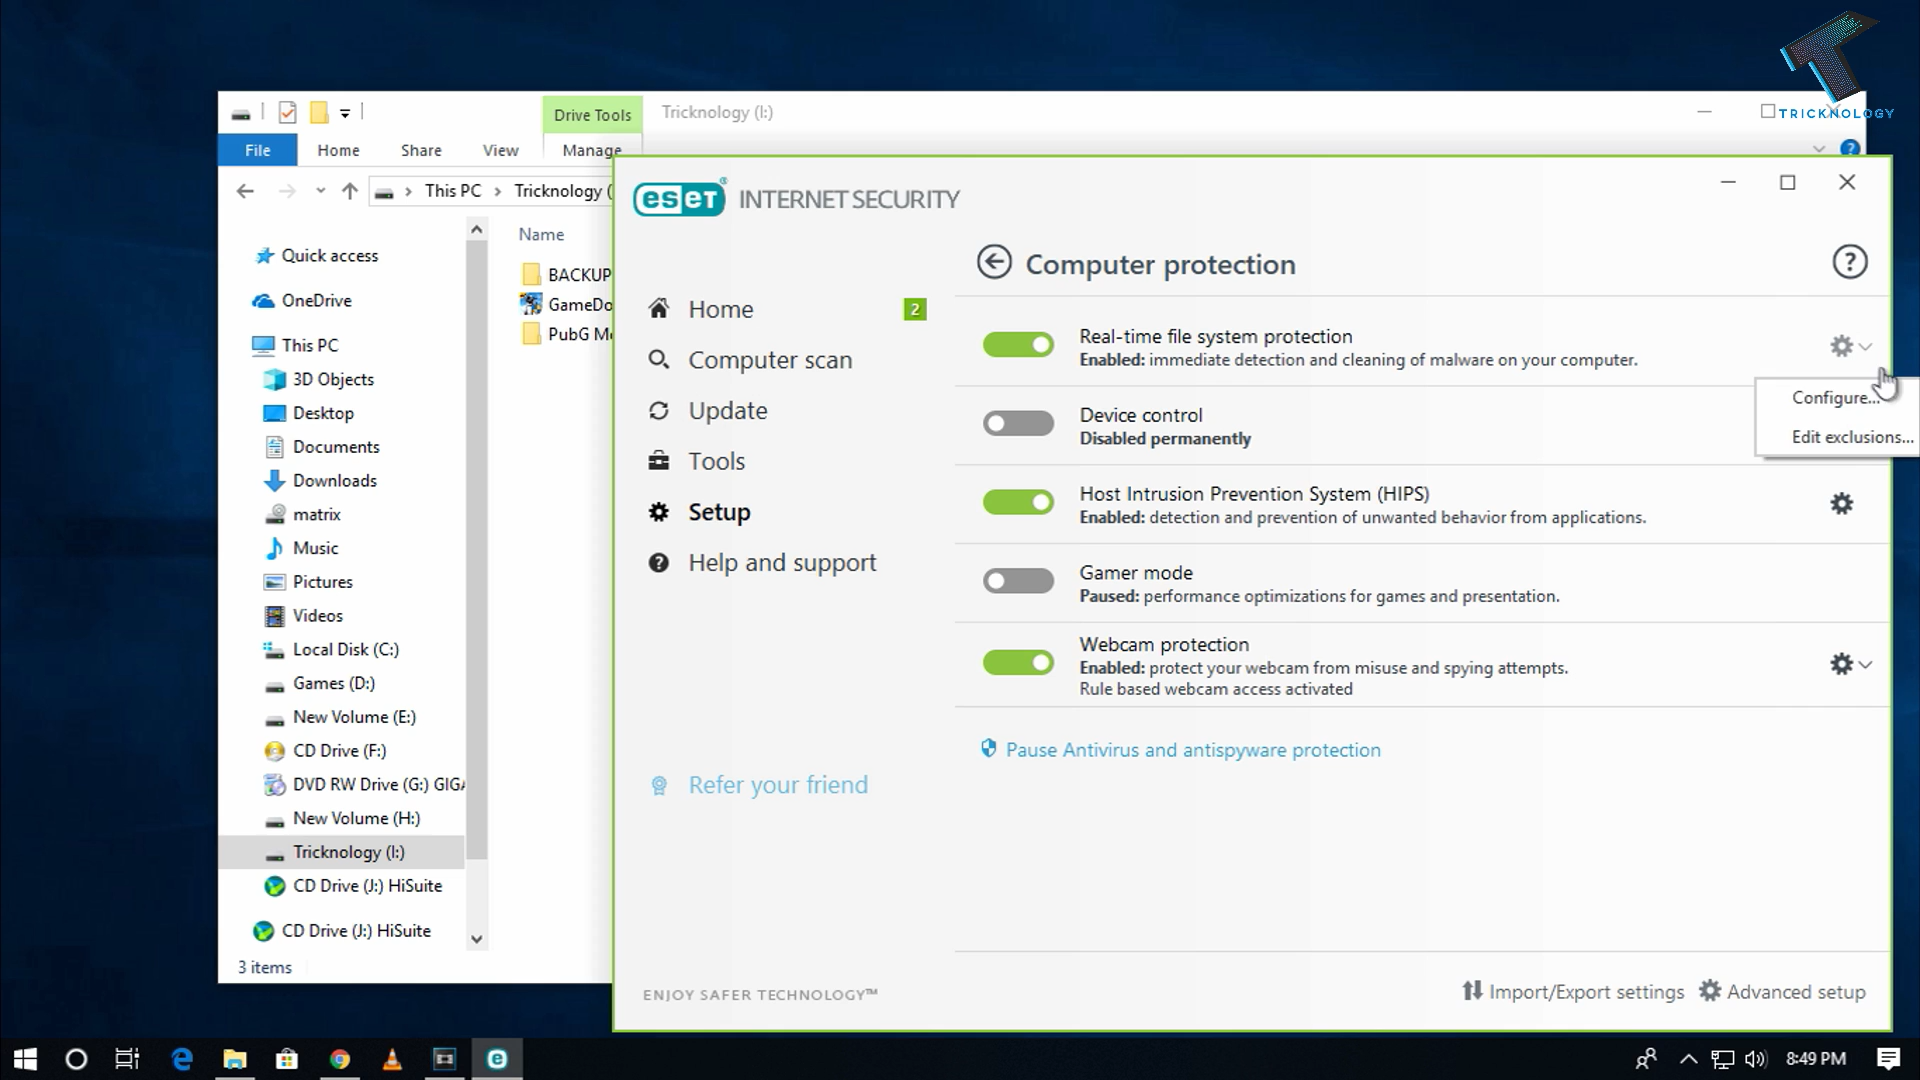 TRICKNOLOGY
Drive Tools
Tricknology (I:)
File
Home
Share
View
Manage
This PC
Tricknology (
Quick access
OneDrive
This PC
3D Objects
Desktop
Documents
Downloads
matrix
Music
Pictures
Videos
Local Disk (C:)
Games (D:)
New Volume (E:)
CD Drive (F:)
DVD RW Drive (G:) GIGA
New Volume (H:)
Tricknology (I:)
CD Drive (J:) HiSuite
CD Drive (J:) HiSuite
3 items
Name
BACKUP
GameDo
PubG Mo
eset® INTERNET SECURITY
Home
2
Computer scan
Update
Tools
Setup
Help and support
Refer your friend
ENJOY SAFER TECHNOLOGY™
Computer protection
?
Real-time file system protection
Enabled: immediate detection and cleaning of malware on your computer.
Configure...
Edit exclusions...
Device control
Disabled permanently
Host Intrusion Prevention System (HIPS)
Enabled: detection and prevention of unwanted behavior from applications.
Gamer mode
Paused: performance optimizations for games and presentation.
Webcam protection
Enabled: protect your webcam from misuse and spying attempts.
Rule based webcam access activated
Pause Antivirus and antispyware protection
Import/Export settings
Advanced setup
8:49 PM